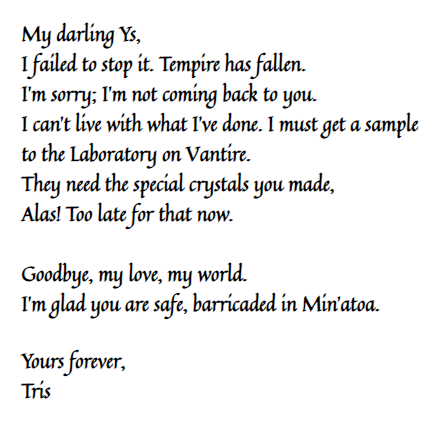 My darling Ys,
I failed to stop it. Tempire has fallen.
I'm sorry; I'm not coming back to you.
I can't live with what I've done. I must get a sample
to the Laboratory on Vantire.
They need the special crystals you made,
Alas! Too late for that now.

Goodbye, my love, my world.
I'm glad you are safe, barricaded in Min'atoa.

Yours forever,
Tris